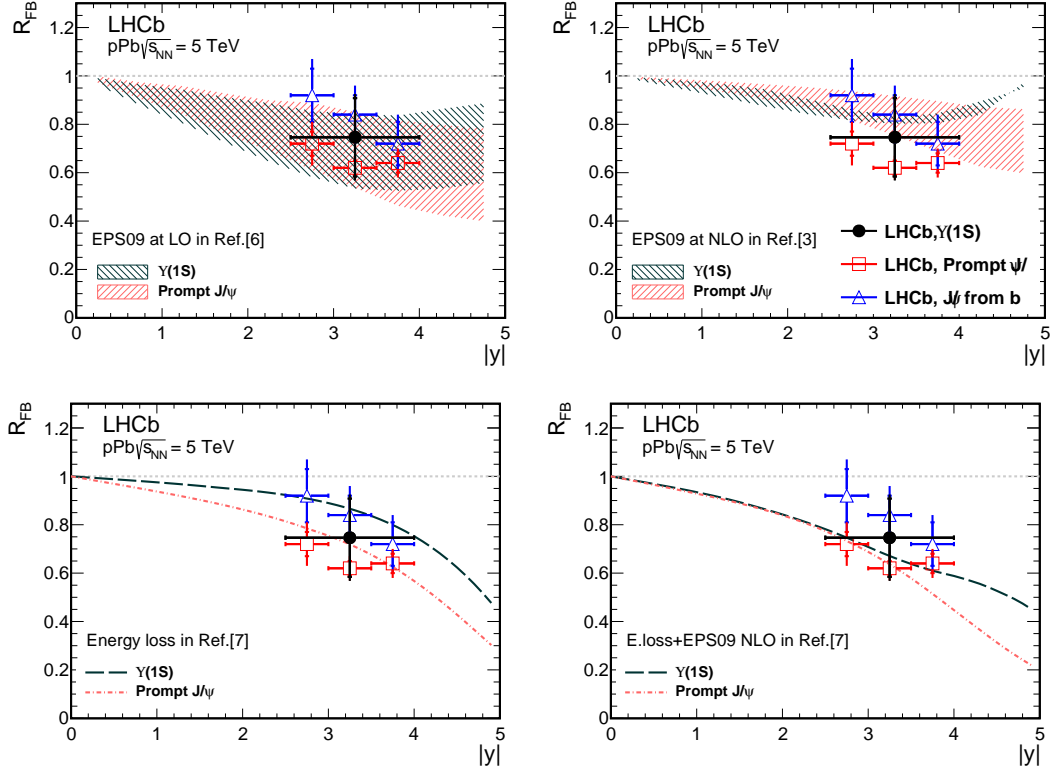 R_FB
1.2
1
0.8
0.6
0.4
0.2
0
LHCb
pPb√s_NN = 5 TeV
EPS09 at LO in Ref.[6]
ϒ(1S)
Prompt J/ψ
0 1 2 3 4 5
|y|
R_FB
1.2
1
0.8
0.6
0.4
0.2
0
LHCb
pPb√s_NN = 5 TeV
EPS09 at NLO in Ref.[3]
ϒ(1S)
Prompt J/ψ
LHCb,ϒ(1S)
LHCb, Prompt ψJ/
LHCb, J/ψ from b
0 1 2 3 4 5
|y|
R_FB
1.2
1
0.8
0.6
0.4
0.2
0
LHCb
pPb√s_NN = 5 TeV
Energy loss in Ref.[7]
ϒ(1S)
Prompt J/ψ
0 1 2 3 4 5
|y|
R_FB
1.2
1
0.8
0.6
0.4
0.2
0
LHCb
pPb√s_NN = 5 TeV
E.loss+EPS09 NLO in Ref.[7]
ϒ(1S)
Prompt J/ψ
0 1 2 3 4 5
|y|